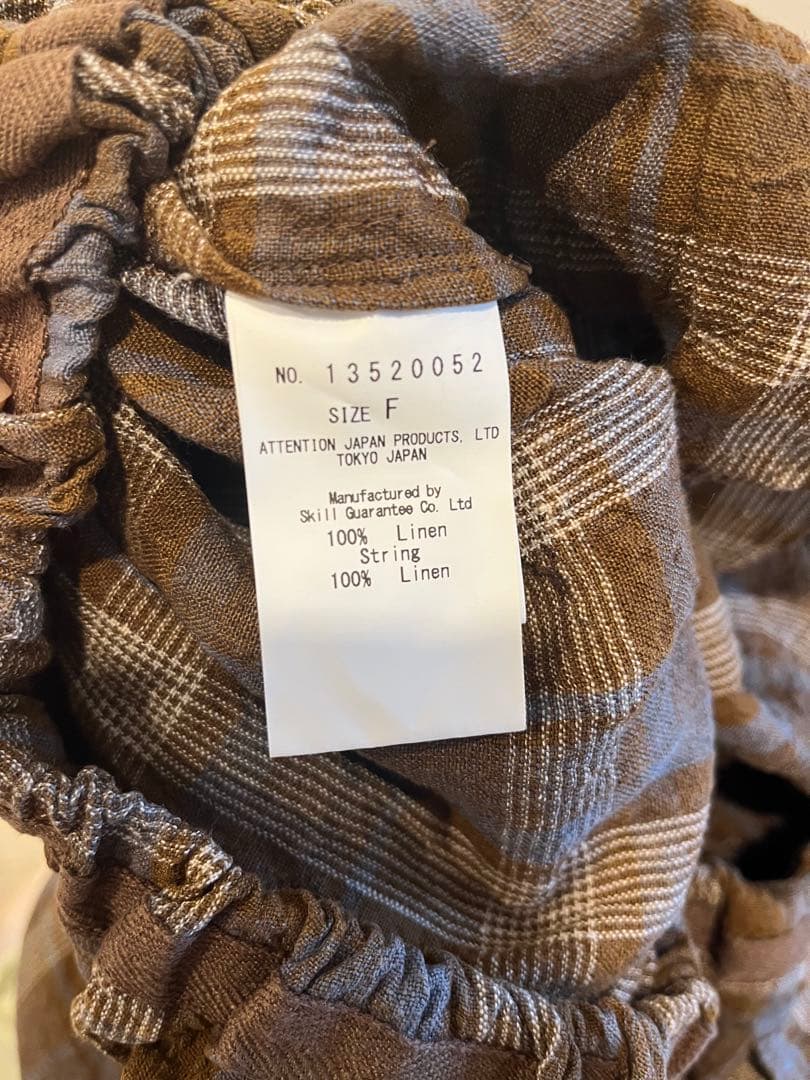 NO. 13520052
SIZE F
ATTENTION JAPAN PRODUCTS, LTD
TOKYO JAPAN
Manufactured by
Skill Guarantee Co. Ltd
100% Linen
String
100% Linen